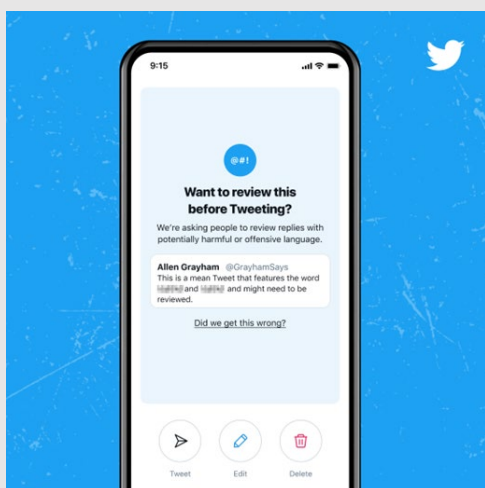 9:15
@#!
Want to review this
before Tweeting?
We're asking people to review replies with
potentially harmful or offensive language.
Allen Grayham @GrayhamSays
This is a mean Tweet that features the word
and and might need to be
reviewed.
Did we get this wrong?
Tweet Edit Delete